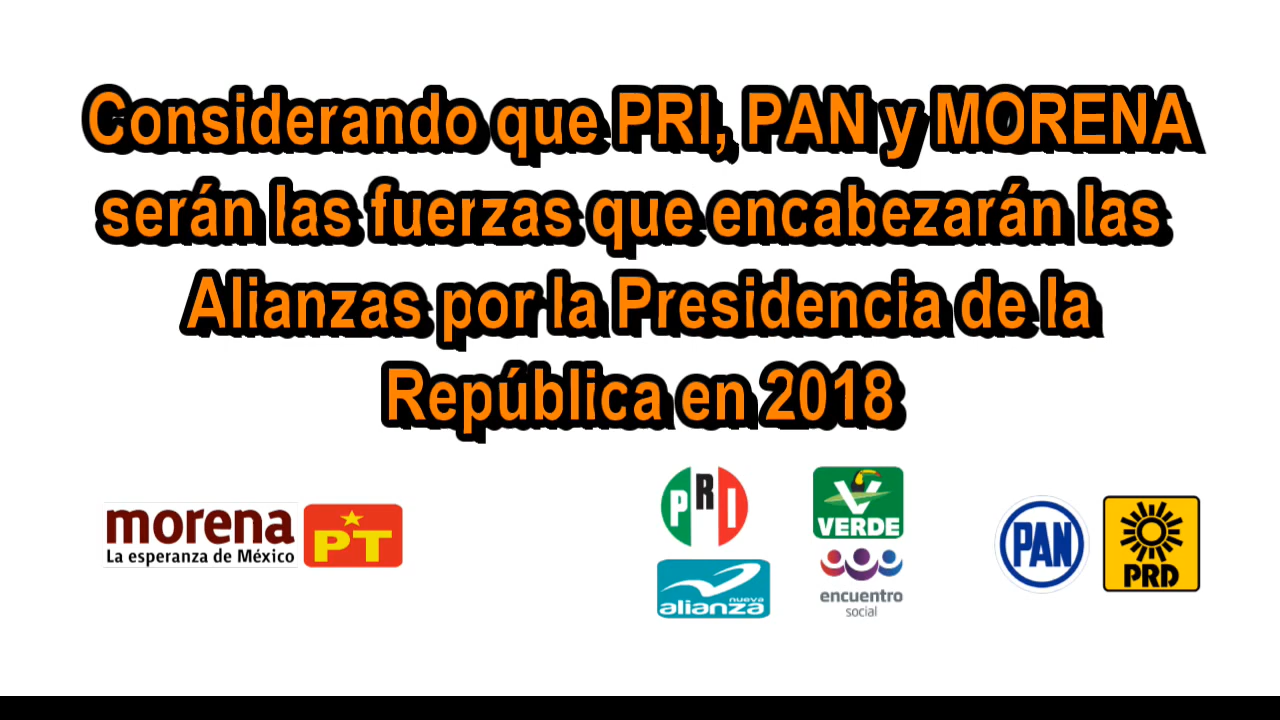 Considerando que PRI, PAN y MORENA
serán las fuerzas que encabezarán las
Alianzas por la Presidencia de la
República en 2018
morena
La esperanza de México
PT
PRI
nueva
alianza
VERDE
encuentro
social
PAN
PRD